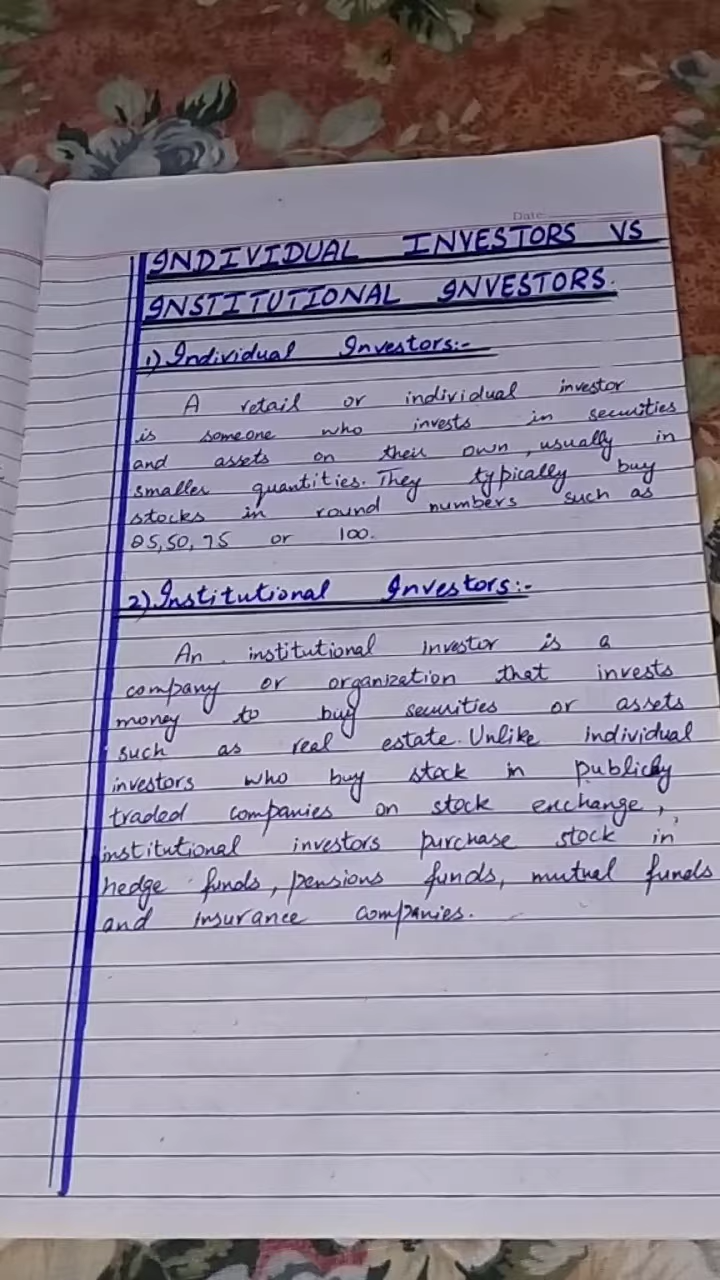 Date:
INDIVIDUAL INVESTORS VS
INSTITUTIONAL INVESTORS.
1) Individual Investors:-
A retail or individual investor
is someone who invests in securities
and assets on their own, usually in
smaller quantities. They typically buy
stocks in round numbers such as
25, 50, 75 or 100.
2) Institutional Investors:-
An institutional investor is a
company or organization that invests
money to buy securities or assets
such as real estate. Unlike individual
investors who buy stock in publicly
traded companies on stock exchange,
institutional investors purchase stock in
hedge funds, pensions funds, mutual funds
and insurance companies.